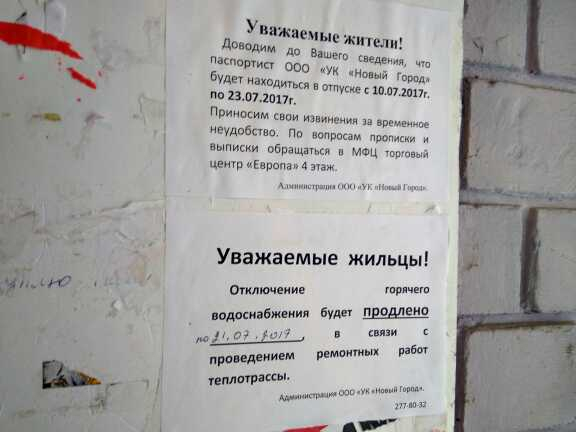 Уважаемые жители!
Доводим до Вашего сведения, что
паспортист ООО «УК «Новый Город»
будет находиться в отпуске с 10.07.2017г.
по 23.07.2017г.
Приносим свои извинения за временное
неудобство. По вопросам прописки и
выписки обращаться в МФЦ торговый
центр «Европа» 4 этаж.
Администрация ООО «УК «Новый Город».
Уважаемые жильцы!
Отключение горячего
водоснабжения будет продлено
по 21.07.2017, в связи с
проведением ремонтных работ
теплотрассы.
Администрация ООО «УК «Новый Город».
277-80-32